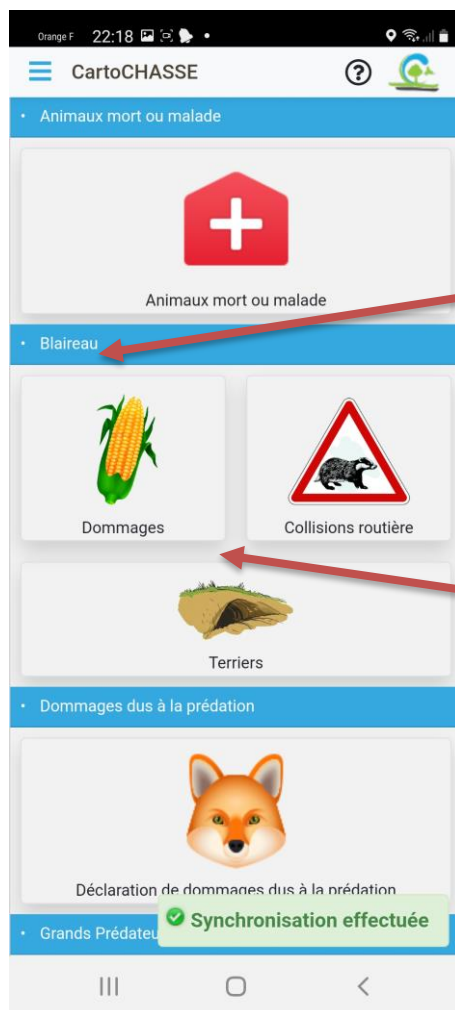 Orange F 22:18
CartoCHASSE
• Animaux mort ou malade
Animaux mort ou malade
• Blaireau
Dommages
Collisions routière
Terriers
• Dommages dus à la prédation
Déclaration de dommages dus à la prédation
Synchronisation effectuée
• Grands